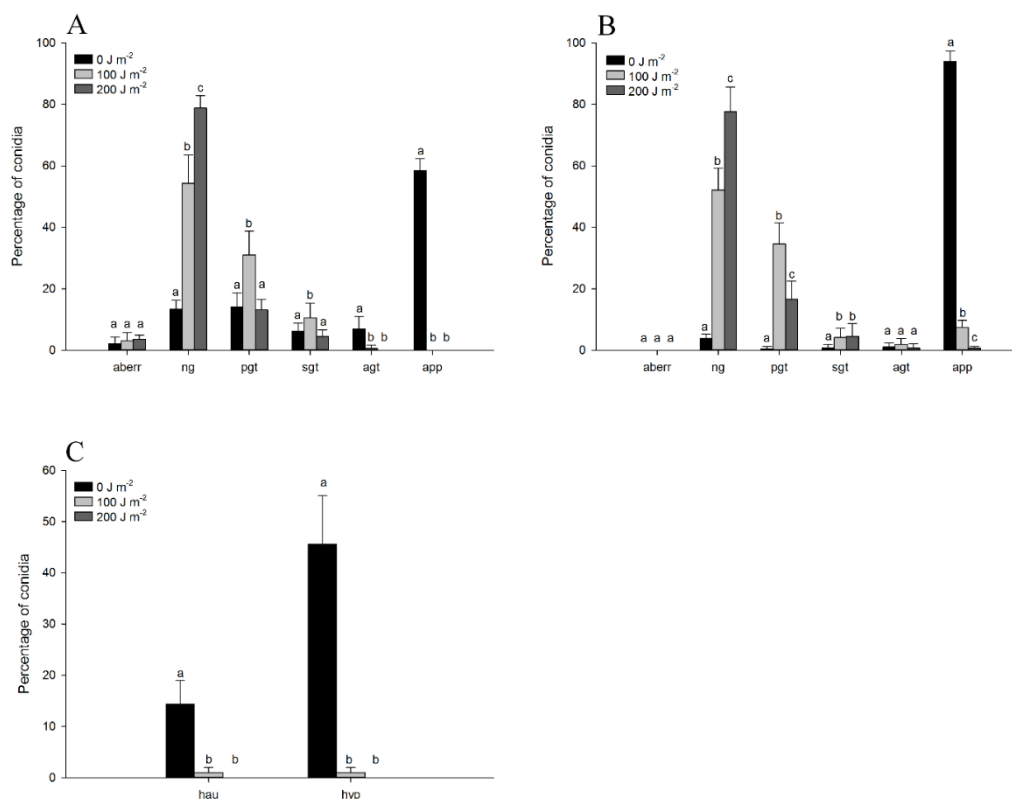 A
Percentage of conidia
100
80
60
40
20
0
0 J m⁻²
100 J m⁻²
200 J m⁻²
a a a
a b c
a b a
a b a
a b b
a b b
aberr ng pgt sgt agt app
B
Percentage of conidia
100
80
60
40
20
0
0 J m⁻²
100 J m⁻²
200 J m⁻²
a a a
a b c
a b c
a b b
a a a
a b c
aberr ng pgt sgt agt app
C
Percentage of conidia
60
50
40
30
20
10
0
0 J m⁻²
100 J m⁻²
200 J m⁻²
a b b
a b b
hau hyp